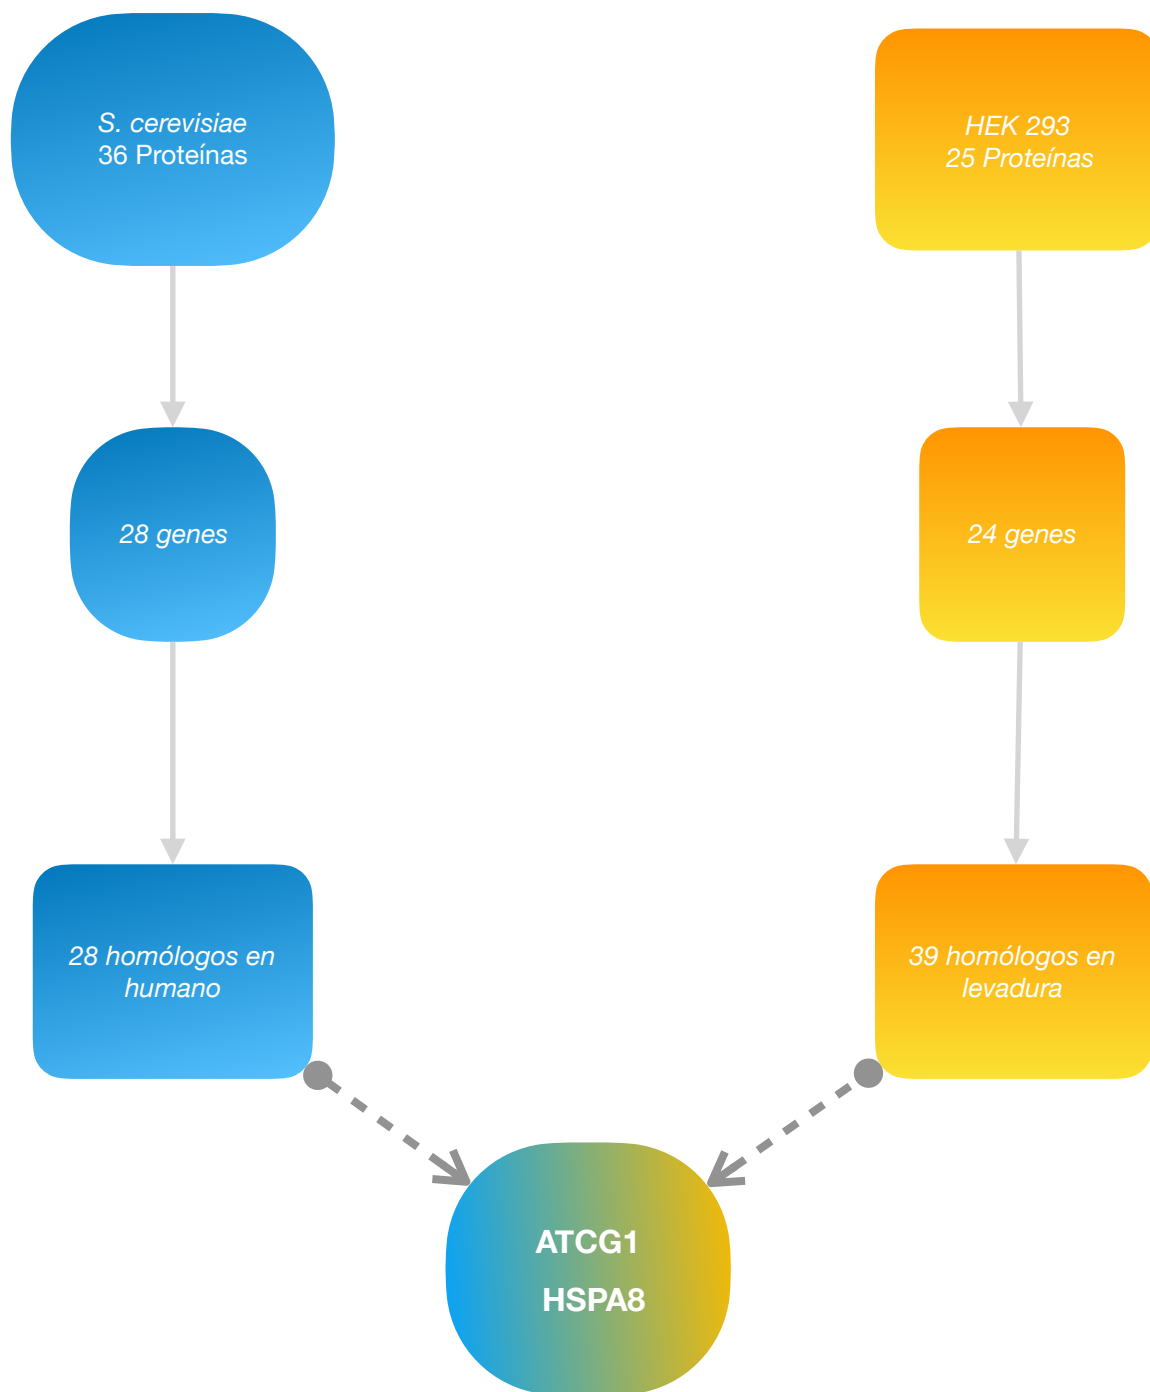 S. cerevisiae
36 Proteínas
HEK 293
25 Proteínas
28 genes
24 genes
28 homólogos en
humano
39 homólogos en
levadura
ATCG1
HSPA8